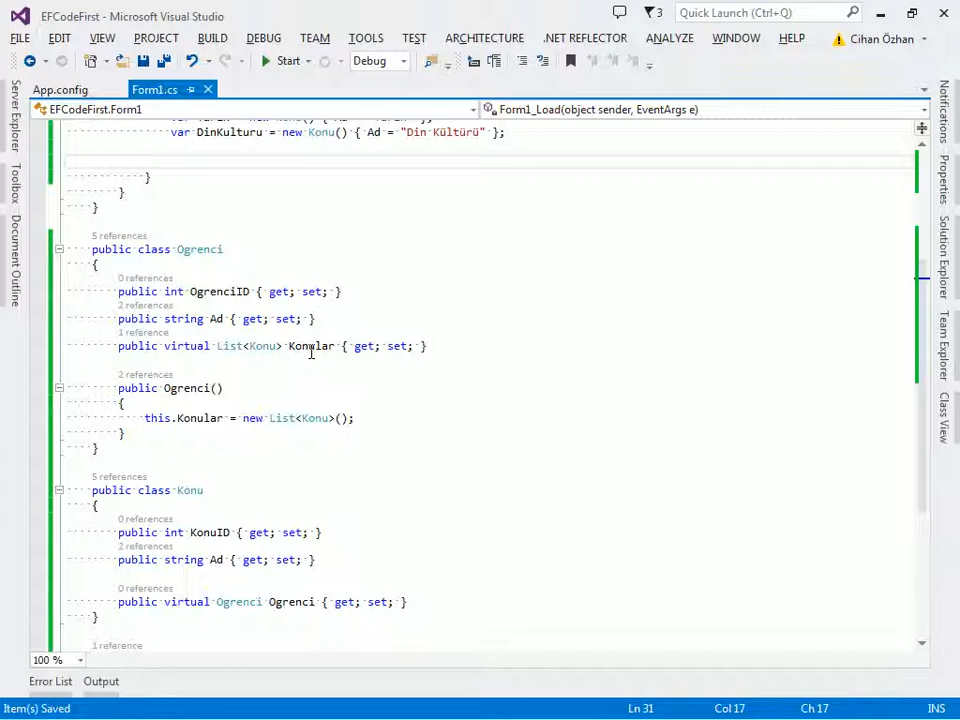 EFCodeFirst - Microsoft Visual Studio
3
Quick Launch (Ctrl+Q)
FILE EDIT VIEW PROJECT BUILD DEBUG TEAM TOOLS TEST ARCHITECTURE .NET REFLECTOR ANALYZE WINDOW HELP Cihan Özhan
Start Debug
App.config Form1.cs
EFCodeFirst.Form1 Form1_Load(object sender, EventArgs e)
var DinKulturu = new Konu() { Ad = "Din Kültürü" };
}
}
}
5 references
public class Ogrenci
{
0 references
public int OgrenciID { get; set; }
2 references
public string Ad { get; set; }
1 reference
public virtual List<Konu> Konular { get; set; }
2 references
public Ogrenci()
{
this.Konular = new List<Konu>();
}
}
5 references
public class Konu
{
0 references
public int KonuID { get; set; }
2 references
public string Ad { get; set; }
0 references
public virtual Ogrenci Ogrenci { get; set; }
}
1 reference
100 %
Error List Output
Item(s) Saved Ln 31 Col 17 Ch 17 INS
Server Explorer
Toolbox
Document Outline
Notifications
Properties
Solution Explorer
Team Explorer
Class View